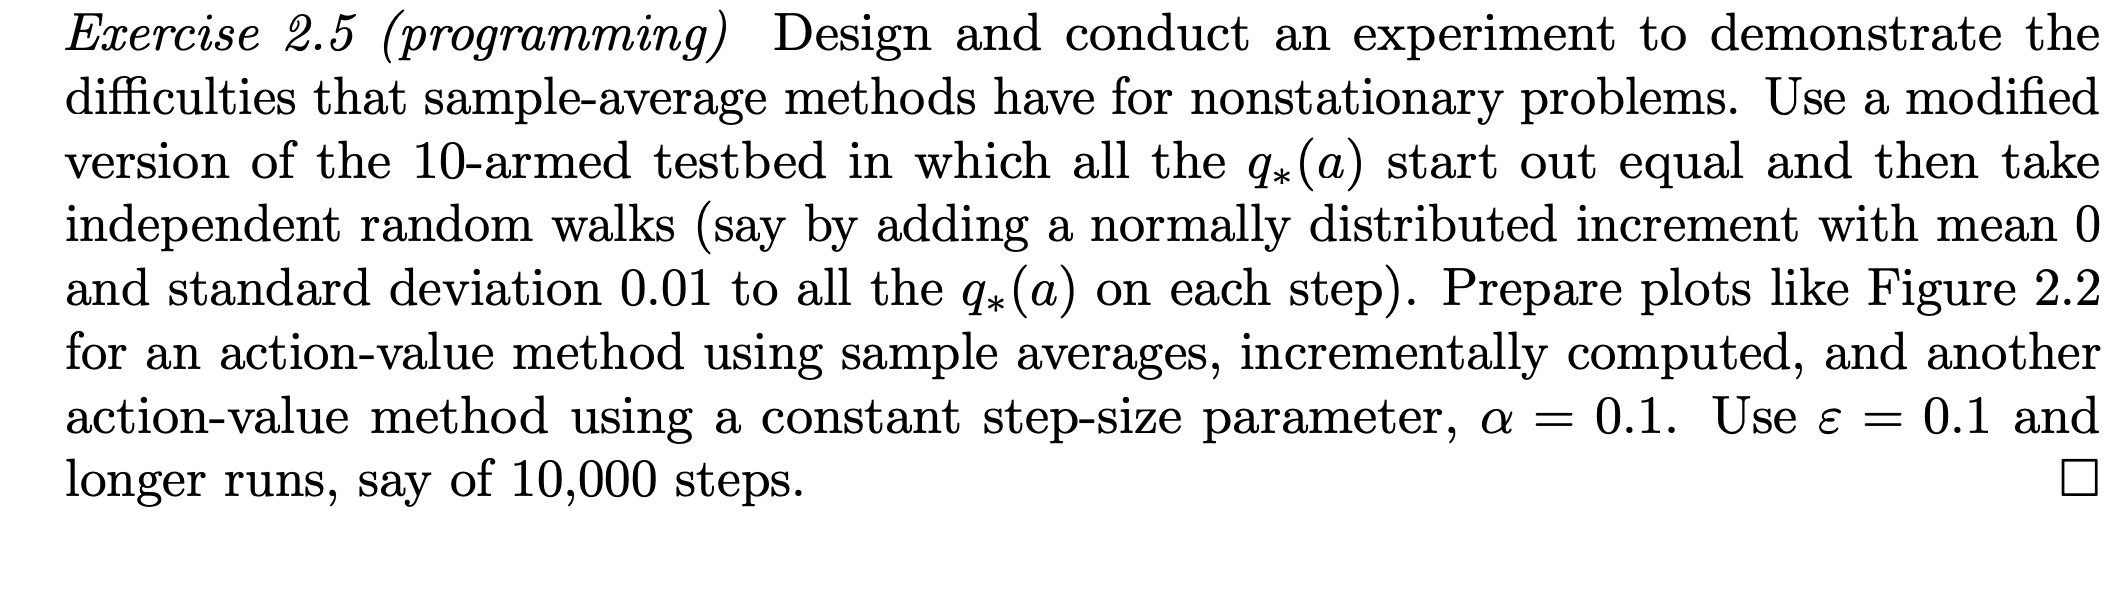 Exercise 2.5 (programming) Design and conduct an experiment to demonstrate the
difficulties that sample-average methods have for nonstationary problems. Use a modified
version of the 10-armed testbed in which all the q∗(a) start out equal and then take
independent random walks (say by adding a normally distributed increment with mean 0
and standard deviation 0.01 to all the q∗(a) on each step). Prepare plots like Figure 2.2
for an action-value method using sample averages, incrementally computed, and another
action-value method using a constant step-size parameter, α = 0.1. Use ε = 0.1 and
longer runs, say of 10,000 steps. □